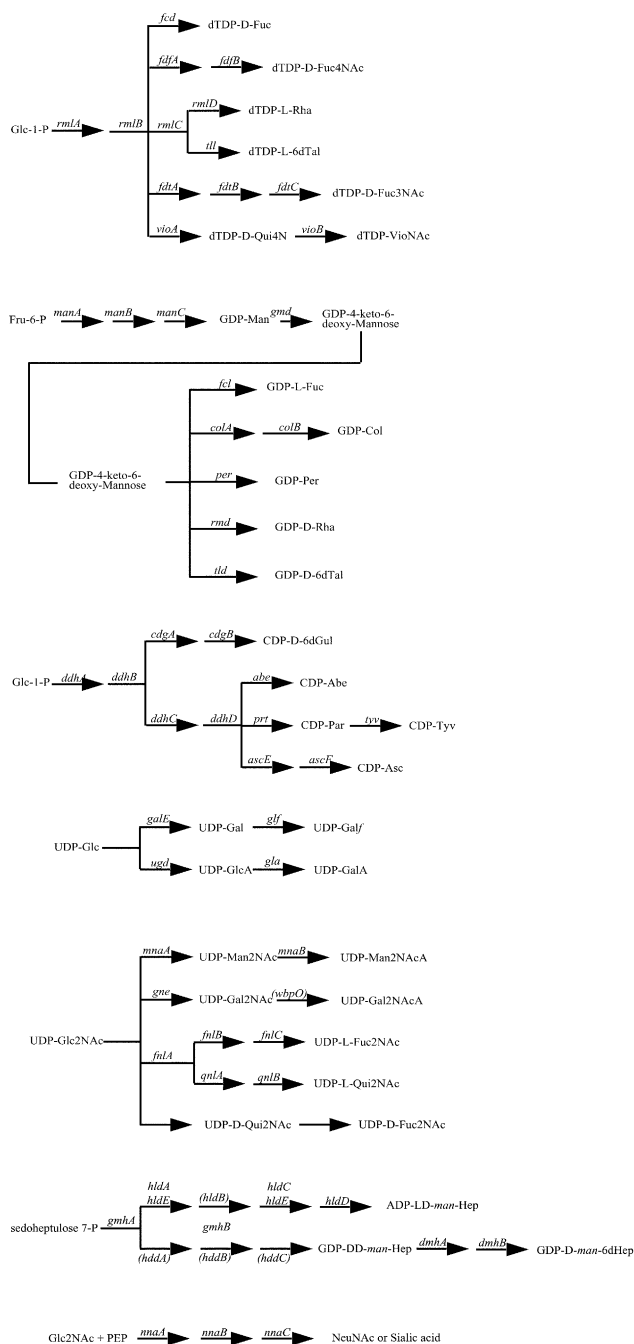 fcd
dTDP-D-Fuc
fdfA fdfB
dTDP-D-Fuc4NAc
rmlD
dTDP-L-Rha
Glc-1-P rmlA rmlB rmlC
tll
dTDP-L-6dTal
fdtA fdtB fdtC
dTDP-D-Fuc3NAc
vioA dTDP-D-Qui4N vioB dTDP-VioNAc
Fru-6-P manA manB manC GDP-Man gmd GDP-4-keto-6-
deoxy-Mannose
fcl
GDP-L-Fuc
colA colB
GDP-Col
GDP-4-keto-6-
deoxy-Mannose
per
GDP-Per
rmd
GDP-D-Rha
tld
GDP-D-6dTal
cdgA cdgB CDP-D-6dGul
Glc-1-P ddhA ddhB
abe
CDP-Abe
ddhC ddhD prt CDP-Par tyv CDP-Tyv
ascE ascF CDP-Asc
galE UDP-Gal glf UDP-Galf
UDP-Glc
ugd UDP-GlcA gla UDP-GalA
mnaA UDP-Man2NAc mnaB UDP-Man2NAcA
gne UDP-Gal2NAc (wbpO) UDP-Gal2NAcA
UDP-Glc2NAc
fnlB fnlC UDP-L-Fuc2NAc
fnlA
qnlA qnlB UDP-L-Qui2NAc
UDP-D-Qui2NAc UDP-D-Fuc2NAc
hldA hldC
hldE (hldB) hldE hldD ADP-LD-man-Hep
sedoheptulose 7-P gmhA gmhB
(hddA) (hddB) (hddC) GDP-DD-man-Hep dmhA dmhB GDP-D-man-6dHep
Glc2NAc + PEP nnaA nnaB nnaC NeuNAc or Sialic acid